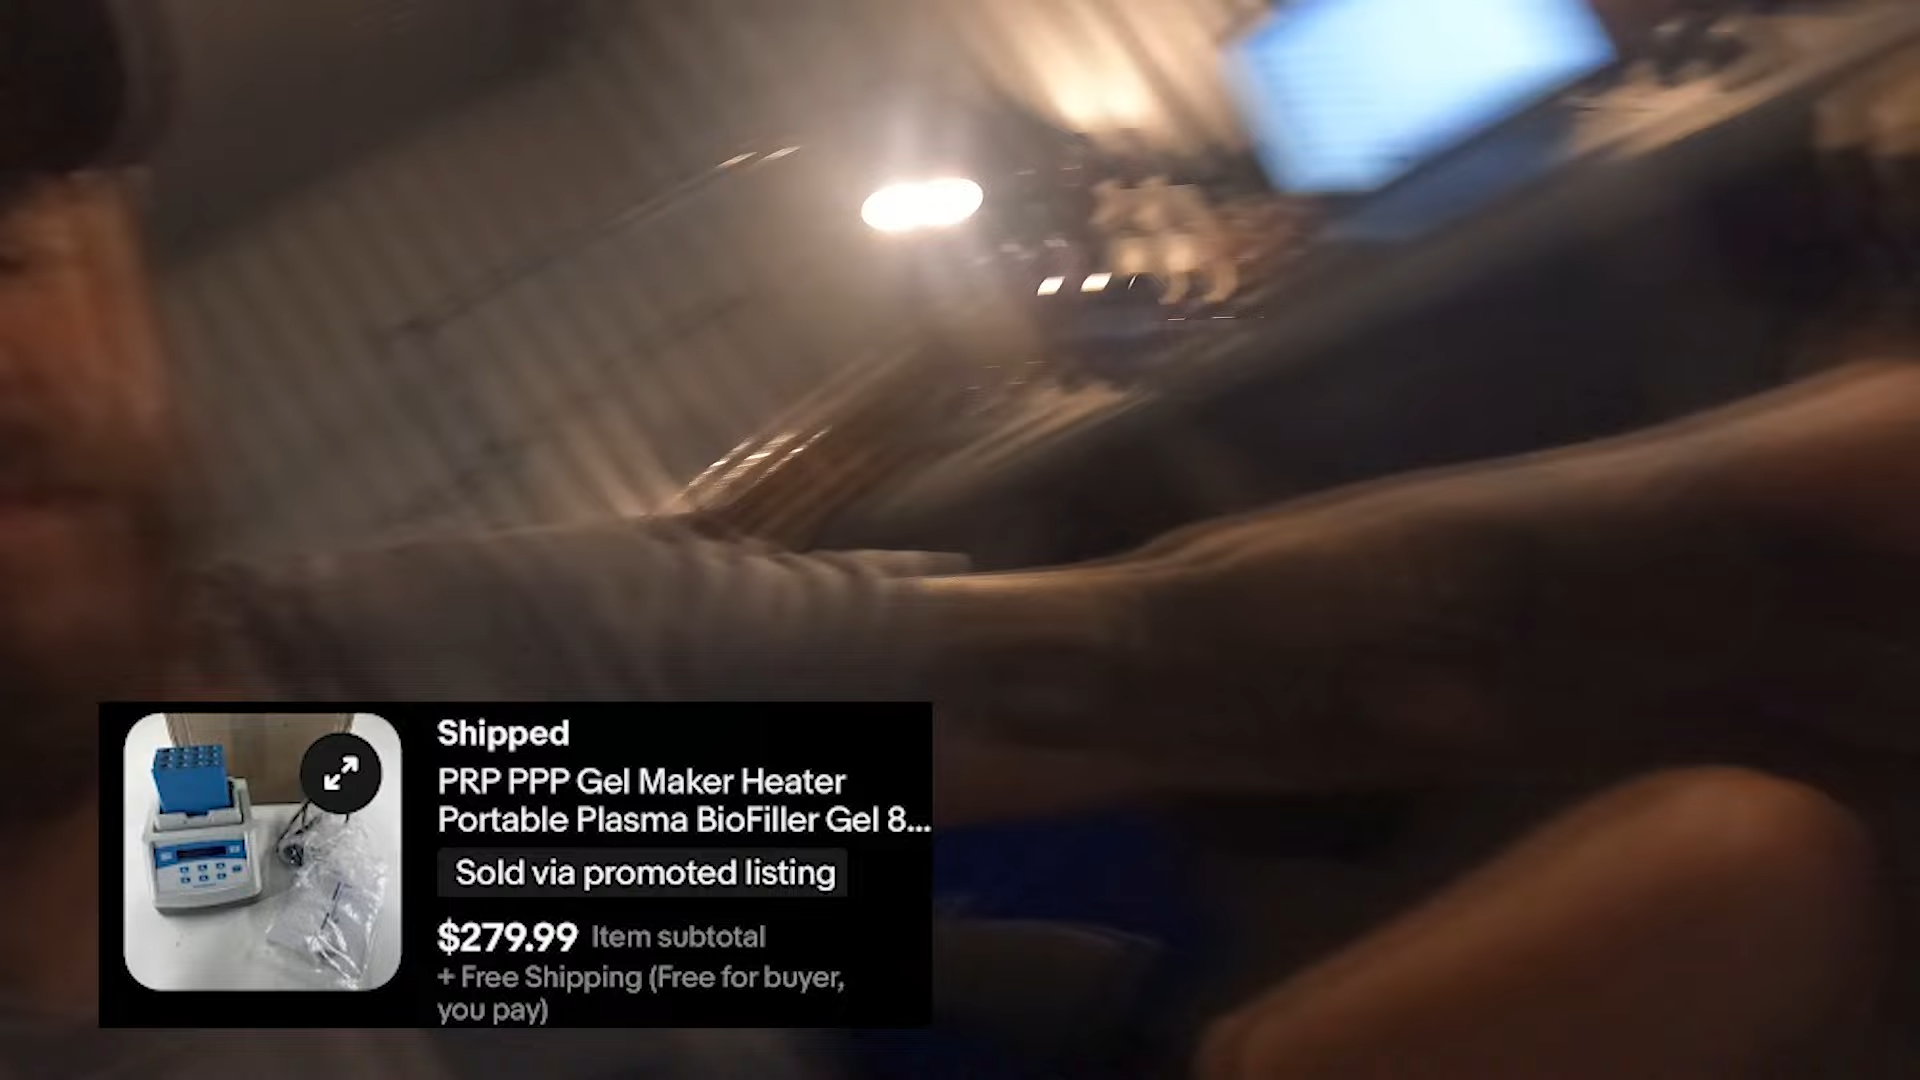 Shipped
PRP PPP Gel Maker Heater
Portable Plasma BioFiller Gel 8...
Sold via promoted listing
$279.99 Item subtotal
+ Free Shipping (Free for buyer,
you pay)